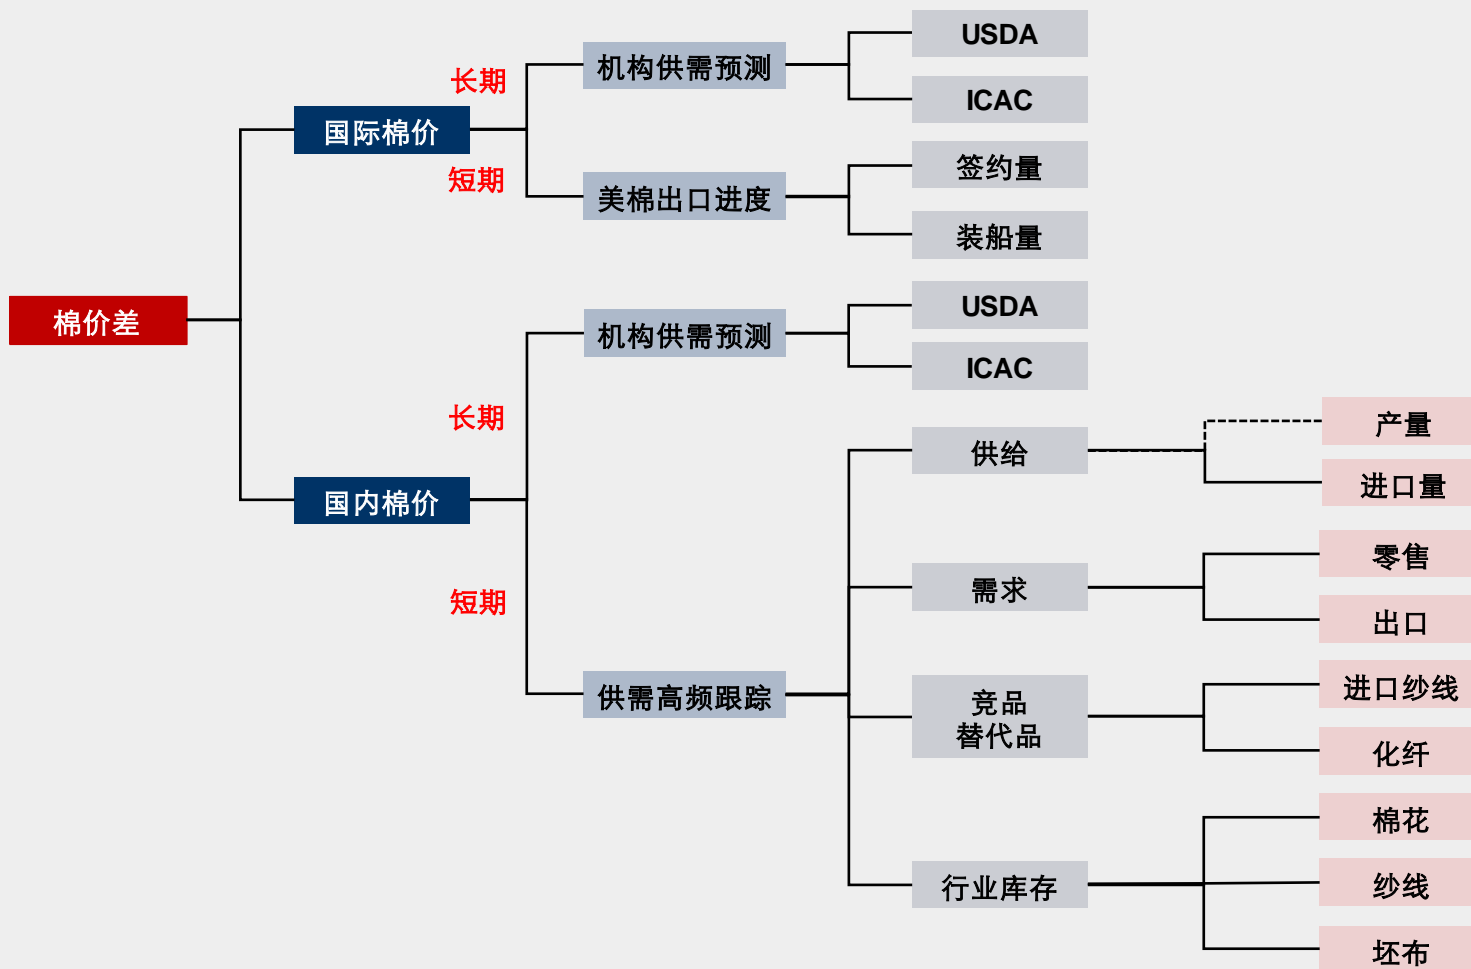 棉价差
国际棉价
长期
短期
机构供需预测
USDA
ICAC
美棉出口进度
签约量
装船量
国内棉价
长期
短期
机构供需预测
USDA
ICAC
供需高频跟踪
供给
产量
进口量
需求
零售
出口
竞品
替代品
进口纱线
化纤
行业库存
棉花
纱线
坯布